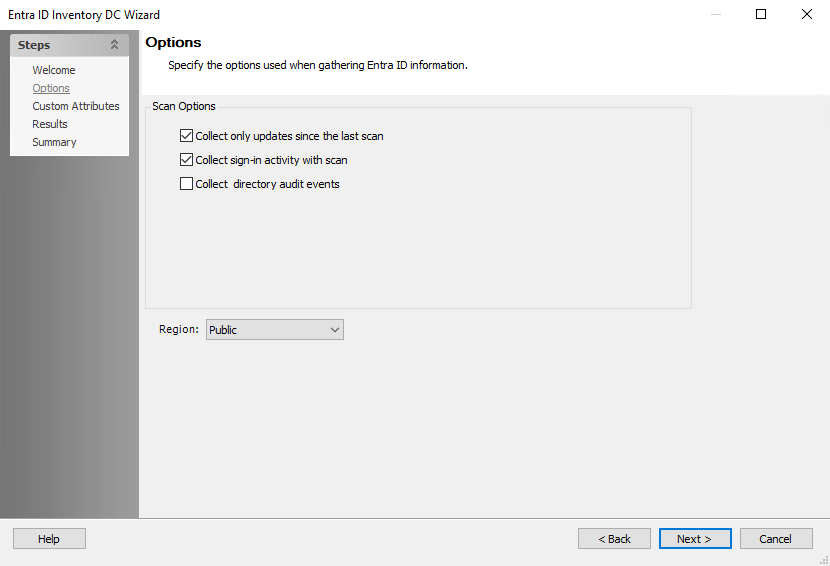 Entra ID Inventory DC Wizard
Steps
Welcome
Options
Custom Attributes
Results
Summary
Options
Specify the options used when gathering Entra ID information.
Scan Options
Collect only updates since the last scan
Collect sign-in activity with scan
Collect directory audit events
Region: Public
Help
< Back
Next >
Cancel